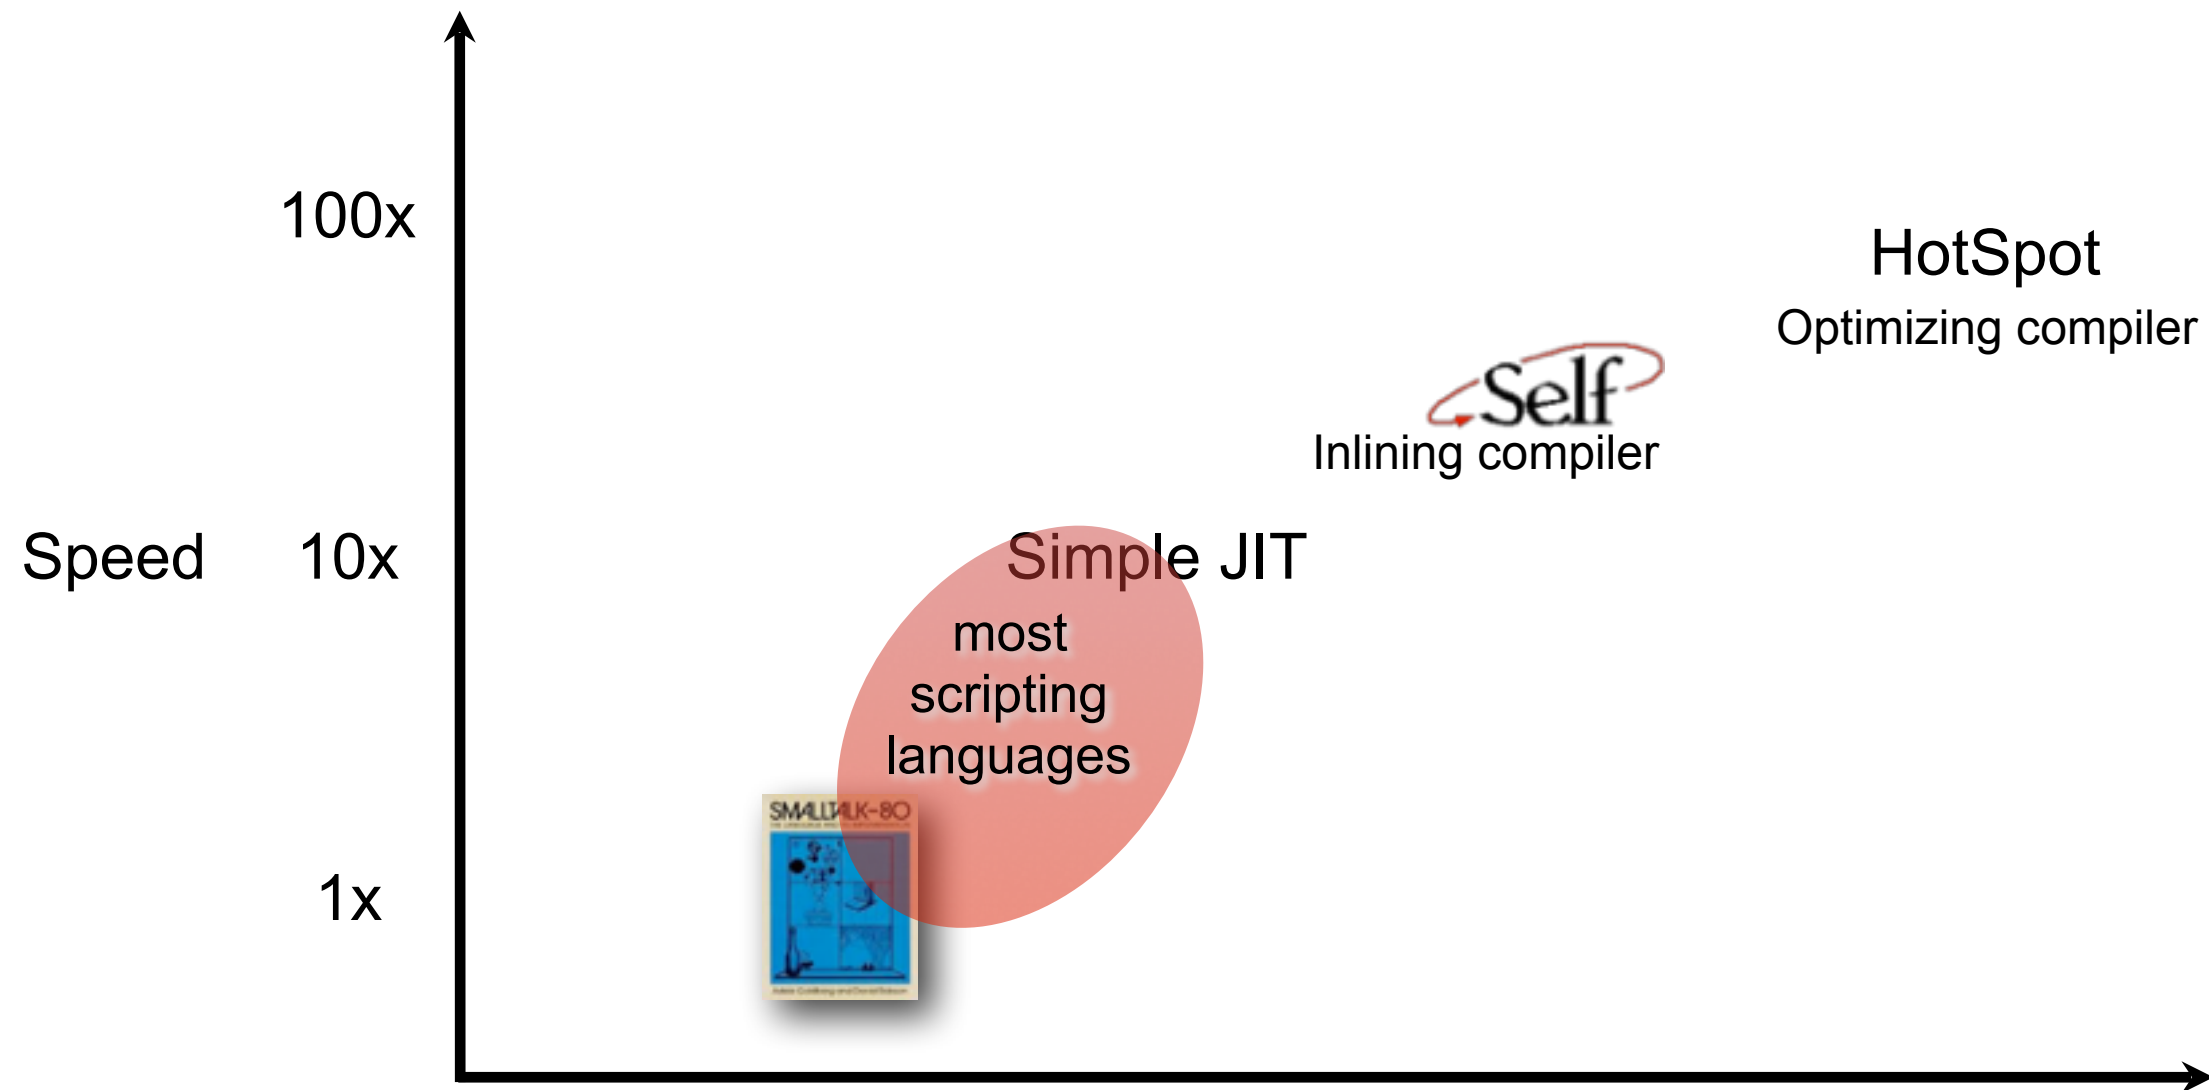 100x
HotSpot
Optimizing compiler
Self
Inlining compiler
Speed
10x
Simple JIT
most
scripting
languages
SMALLTALK-80
1x